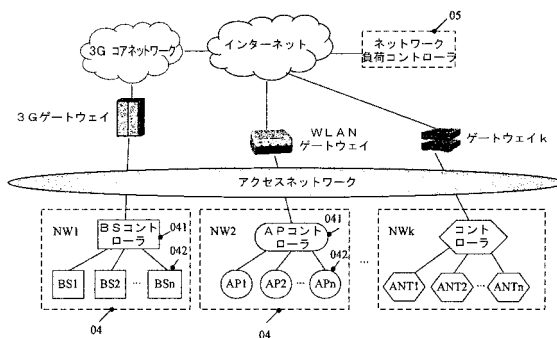 05
3G コアネットワーク
インターネット
ネットワーク
負荷コントローラ
3Gゲートウェイ
WLAN
ゲートウェイ
ゲートウェイk
アクセスネットワーク
NW1
BSコント
ローラ
041
042
BS1
BS2
…
BSn
04
NW2
APコント
ローラ
041
042
AP1
AP2
…
APn
04
…
NWk
コント
ローラ
ANT1
ANT2
…
ANTn